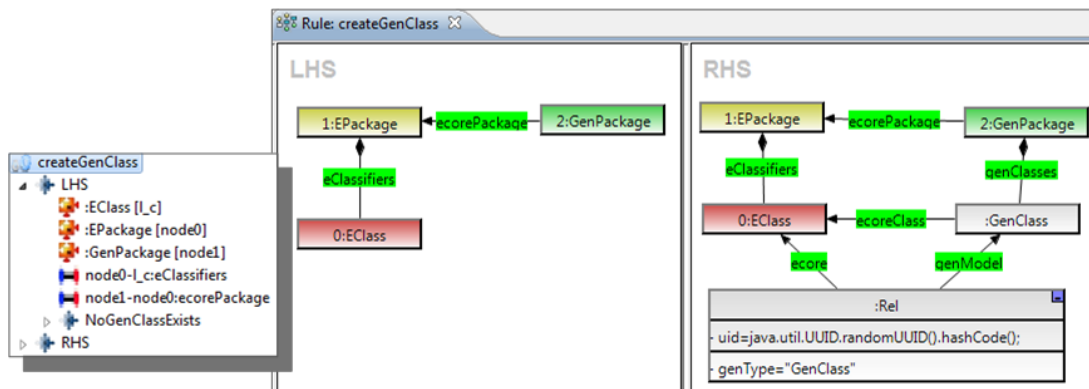 Rule: createGenClass
LHS
1:EPackage
ecorePackage
2:GenPackage
eClassifiers
0:EClass
RHS
1:EPackage
ecorePackage
2:GenPackage
eClassifiers
genClasses
0:EClass
ecoreClass
:GenClass
ecore
genModel
:Rel
- uid=java.util.UUID.randomUUID().hashCode();
- genType="GenClass"
createGenClass
LHS
:EClass [l_c]
:EPackage [node0]
:GenPackage [node1]
node0-l_c:eClassifiers
node1-node0:ecorePackage
NoGenClassExists
RHS